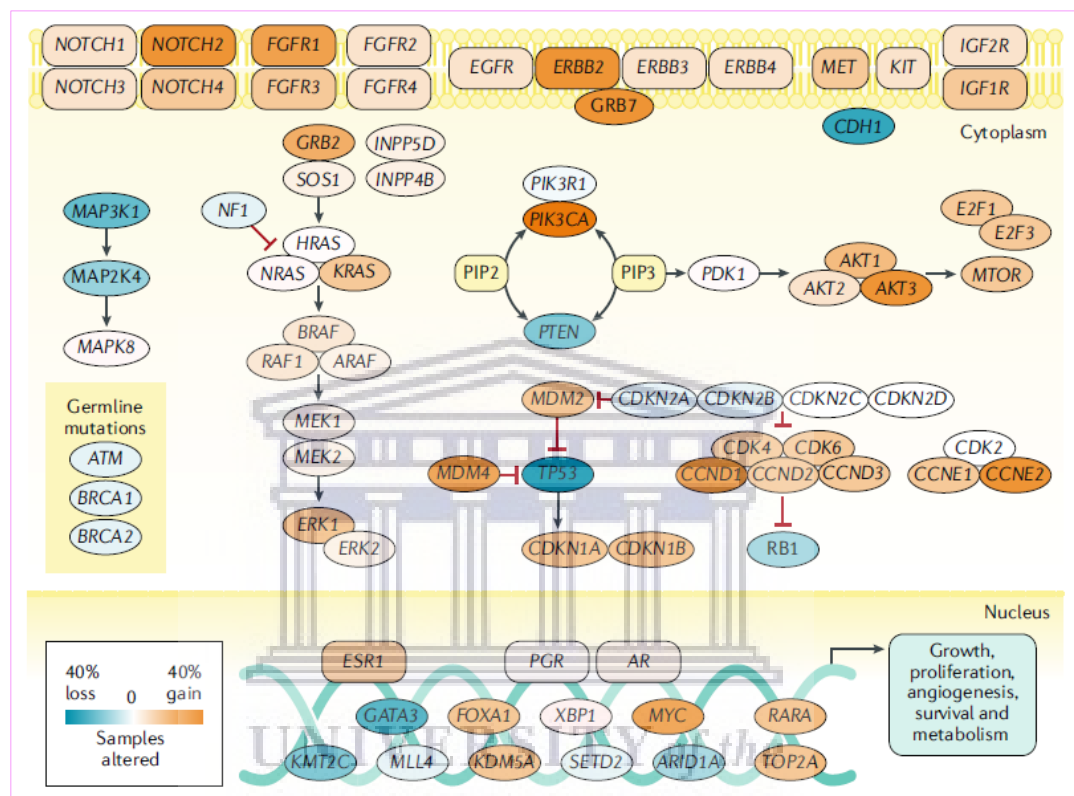 NOTCH1
NOTCH2
FGFR1
FGFR2
NOTCH3
NOTCH4
FGFR3
FGFR4
EGFR
ERBB2
ERBB3
ERBB4
GRB7
MET
KIT
IGF2R
IGF1R
CDH1
Cytoplasm
GRB2
INPP5D
SOS1
INPP4B
MAP3K1
MAP2K4
MAPK8
NF1
HRAS
NRAS
KRAS
BRAF
RAF1
ARAF
MEK1
MEK2
ERK1
ERK2
PIK3R1
PIK3CA
PIP2
PIP3
PTEN
PDK1
AKT1
AKT2
AKT3
E2F1
E2F3
MTOR
Germline
mutations
ATM
BRCA1
BRCA2
MDM2
CDKN2A
CDKN2B
CDKN2C
CDKN2D
MDM4
TP53
CDKN1A
CDKN1B
CDK4
CDK6
CCND1
CCND2
CCND3
RB1
CDK2
CCNE1
CCNE2
Nucleus
40%
loss
0
40%
gain
Samples
altered
ESR1
PGR
AR
GATA3
FOXA1
XBP1
MYC
RARA
KMT2C
MLL4
KDM5A
SETD2
ARID1A
TOP2A
Growth,
proliferation,
angiogenesis,
survival and
metabolism
UNIVERSITY of the